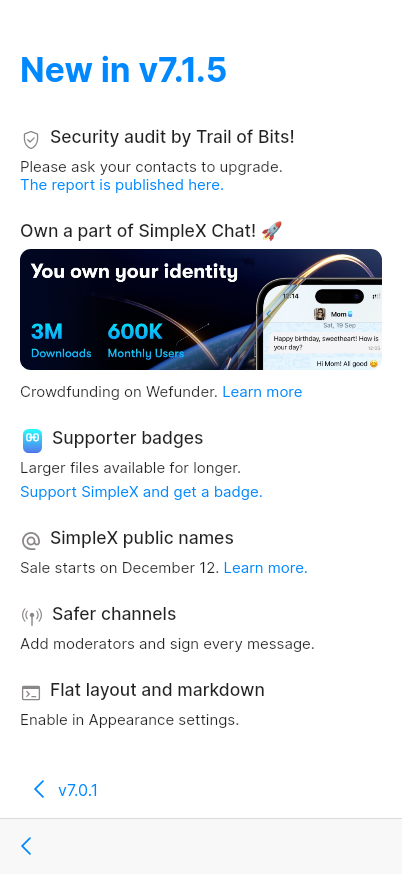 New in v7.1.5
Security audit by Trail of Bits!
Please ask your contacts to upgrade.
The report is published here.
Own a part of SimpleX Chat! 🚀
You own your identity
3M
Downloads
600K
Monthly Users
12:14
Mom
Sat, 19 Sep
Happy birthday, sweetheart! How is
your day?
Hi Mom! All good 😊
Crowdfunding on Wefunder. Learn more
Supporter badges
Larger files available for longer.
Support SimpleX and get a badge.
SimpleX public names
Sale starts on December 12. Learn more.
Safer channels
Add moderators and sign every message.
Flat layout and markdown
Enable in Appearance settings.
v7.0.1